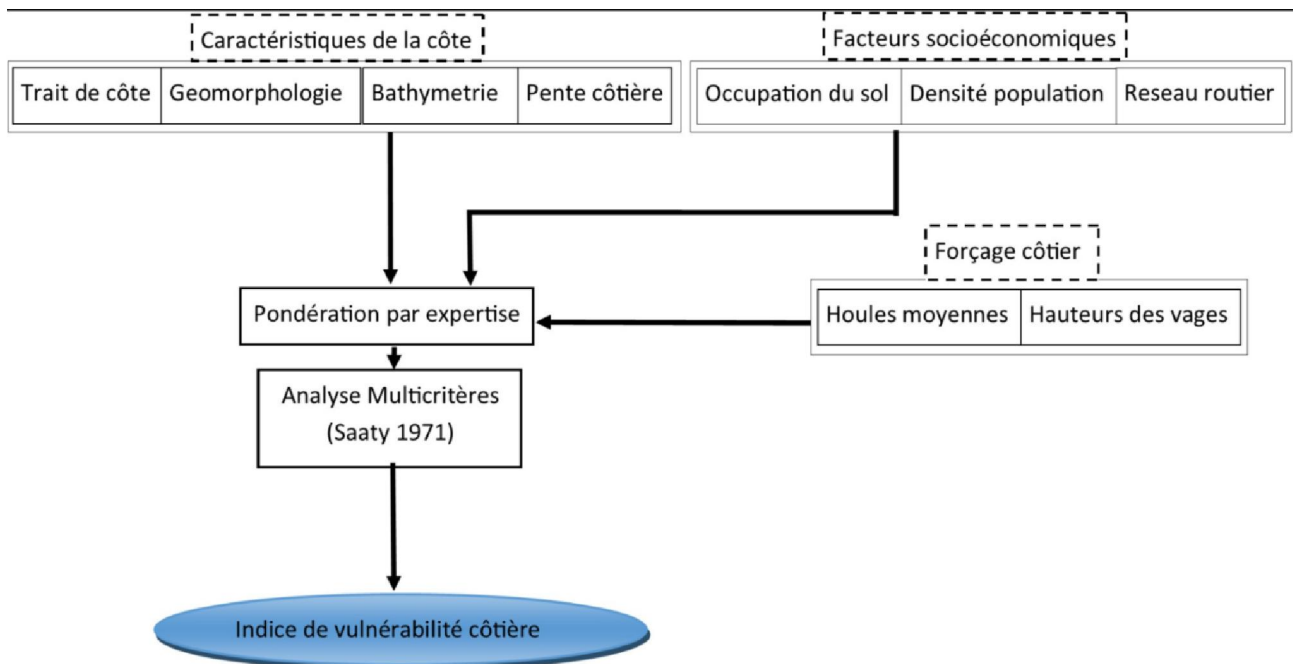 Caractéristiques de la côte
Trait de côte
Geomorphologie
Bathymetrie
Pente côtière
Facteurs socioéconomiques
Occupation du sol
Densité population
Reseau routier
Forçage côtier
Houles moyennes
Hauteurs des vages
Pondération par expertise
Analyse Multicritères
(Saaty 1971)
Indice de vulnérabilité côtière